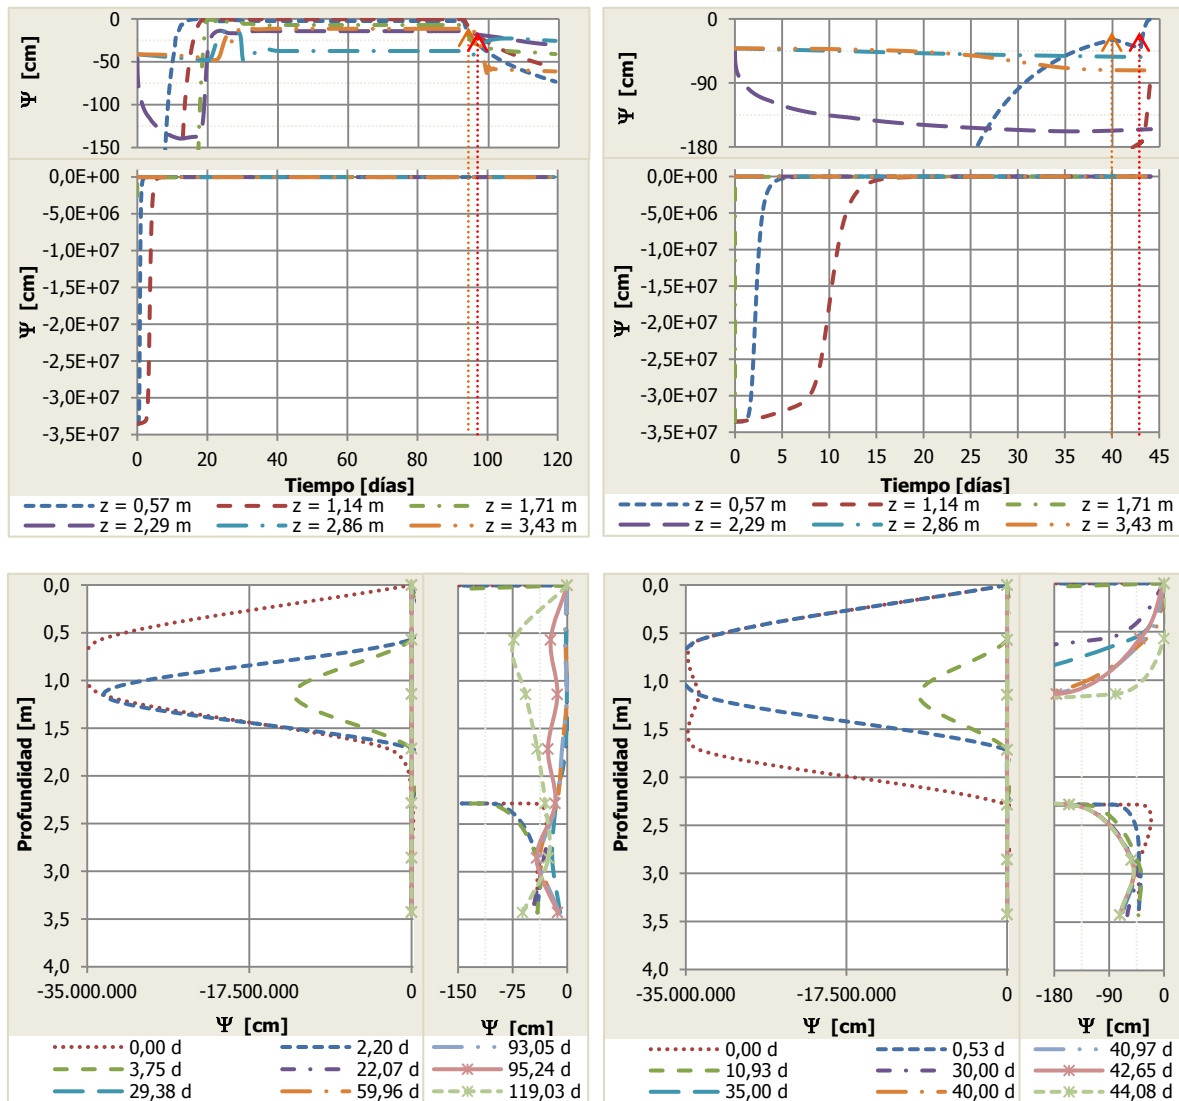 0
-25
-50
-75
-100
-125
-150
Ψ [cm]
0,0E+00
-5,0E+06
-1,0E+07
-1,5E+07
-2,0E+07
-2,5E+07
-3,0E+07
-3,5E+07
Ψ [cm]
0 20 40 60 80 100 120
Tiempo [días]
z = 0,57 m z = 1,14 m z = 1,71 m
z = 2,29 m z = 2,86 m z = 3,43 m
0
-90
-180
Ψ [cm]
0,0E+00
-5,0E+06
-1,0E+07
-1,5E+07
-2,0E+07
-2,5E+07
-3,0E+07
-3,5E+07
Ψ [cm]
0 5 10 15 20 25 30 35 40 45
Tiempo [días]
z = 0,57 m z = 1,14 m z = 1,71 m
z = 2,29 m z = 2,86 m z = 3,43 m
0,0
0,5
1,0
1,5
2,0
2,5
3,0
3,5
4,0
Profundidad [m]
-35.000.000 -17.500.000 0
-150 -75 0
Ψ [cm] Ψ [cm]
0,00 d 2,20 d 93,05 d
3,75 d 22,07 d 95,24 d
29,38 d 59,96 d 119,03 d
0,0
0,5
1,0
1,5
2,0
2,5
3,0
3,5
4,0
Profundidad [m]
-35.000.000 -17.500.000 0
-180 -90 0
Ψ [cm] Ψ [cm]
0,00 d 0,53 d 40,97 d
10,93 d 30,00 d 42,65 d
35,00 d 40,00 d 44,08 d